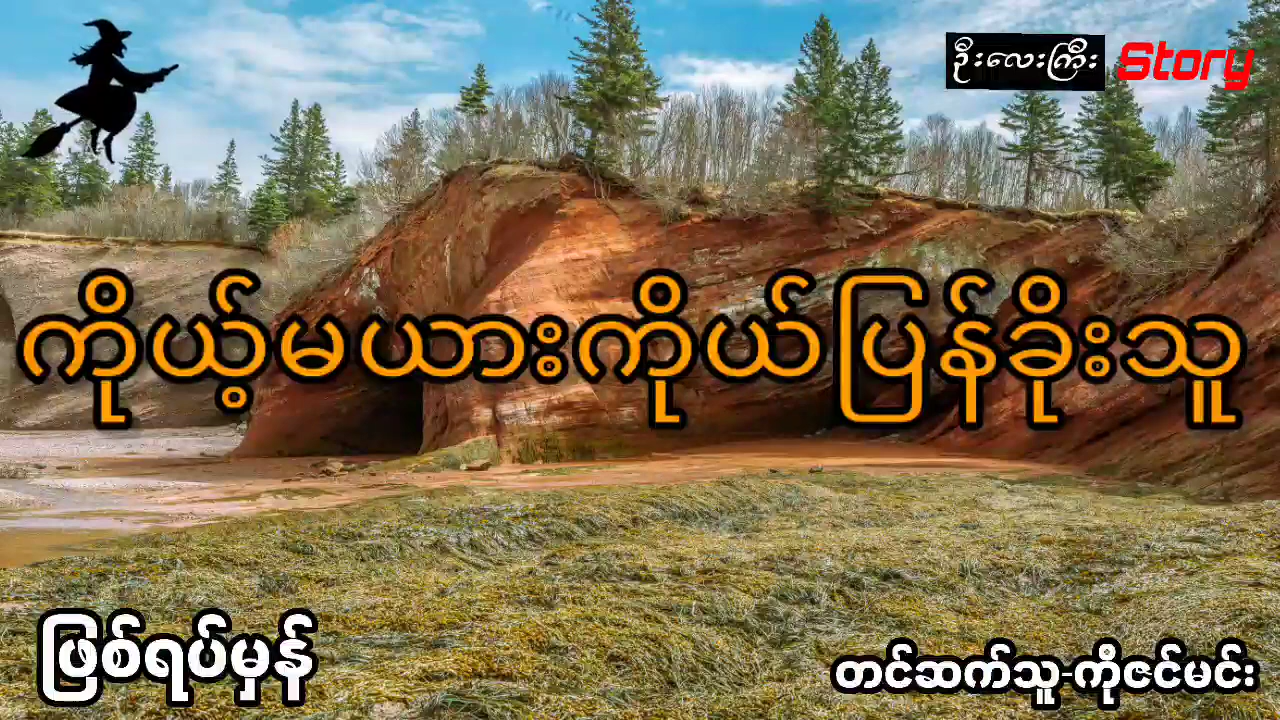 ဦးလေးကြီး Story
ကိုယ့်မယားကိုယ်ပြန်ခိုးသူ
ဖြစ်ရပ်မှန်
တင်ဆက်သူ-ကိုဇင်မင်း